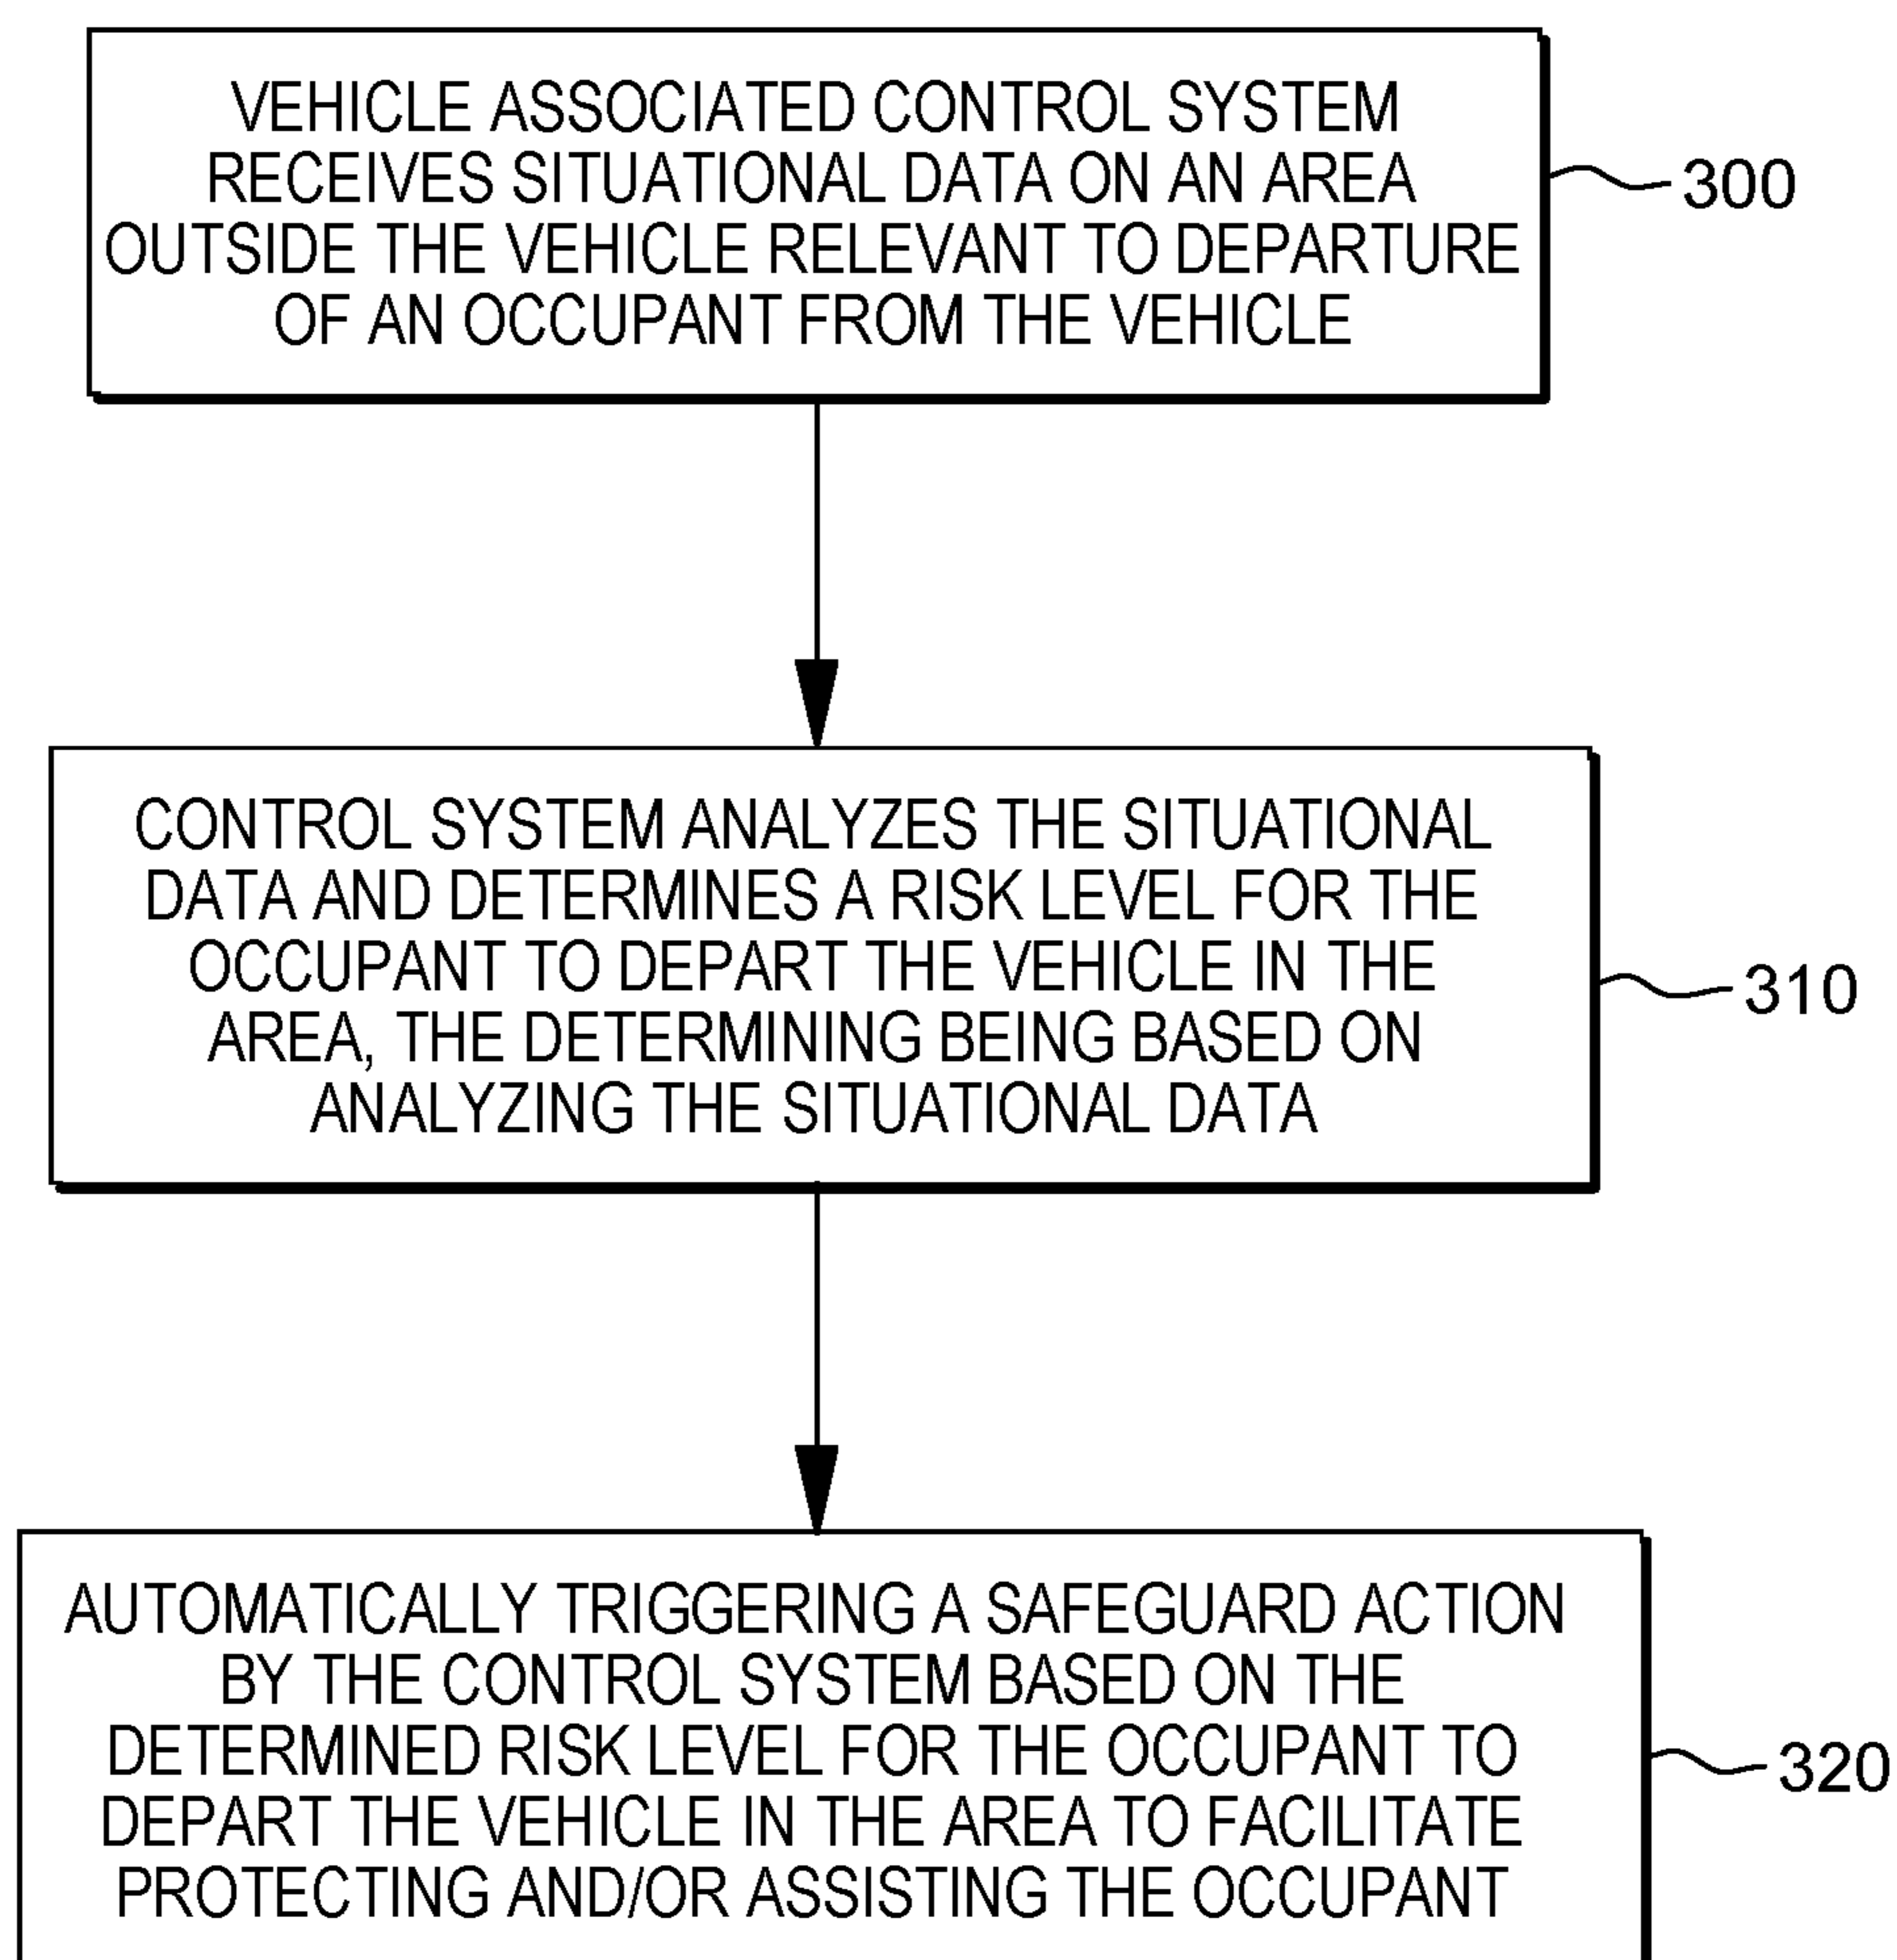 VEHICLE ASSOCIATED CONTROL SYSTEM
RECEIVES SITUATIONAL DATA ON AN AREA
OUTSIDE THE VEHICLE RELEVANT TO DEPARTURE
OF AN OCCUPANT FROM THE VEHICLE
300
CONTROL SYSTEM ANALYZES THE SITUATIONAL
DATA AND DETERMINES A RISK LEVEL FOR THE
OCCUPANT TO DEPART THE VEHICLE IN THE
AREA, THE DETERMINING BEING BASED ON
ANALYZING THE SITUATIONAL DATA
310
AUTOMATICALLY TRIGGERING A SAFEGUARD ACTION
BY THE CONTROL SYSTEM BASED ON THE
DETERMINED RISK LEVEL FOR THE OCCUPANT TO
DEPART THE VEHICLE IN THE AREA TO FACILITATE
PROTECTING AND/OR ASSISTING THE OCCUPANT
320